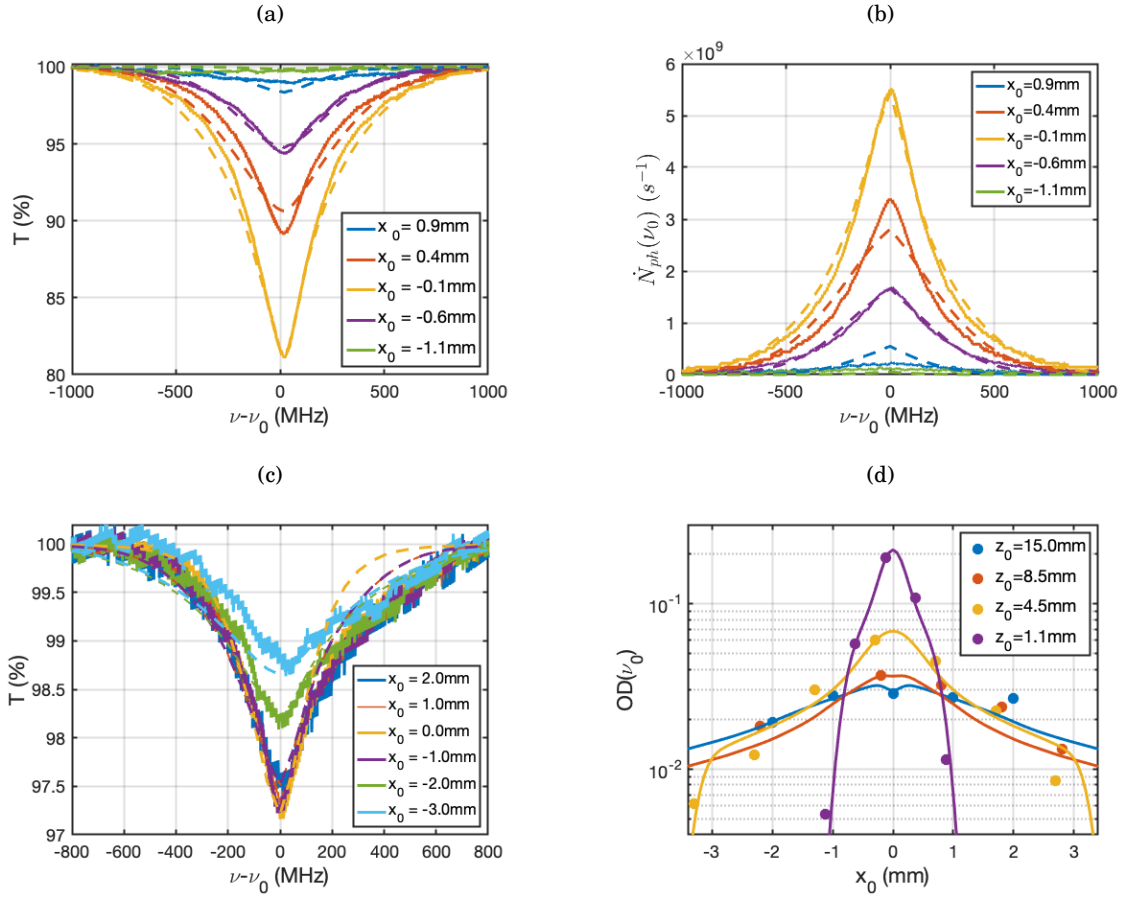 (a)
T (%)
100
95
90
85
80
-1000
-500
0
500
1000
ν-ν0 (MHz)
x 0 = 0.9mm
x 0 = 0.4mm
x 0 = -0.1mm
x 0 = -0.6mm
x 0 = -1.1mm
(b)
×10^9
Ṅph(ν0) (s^-1)
6
5
4
3
2
1
0
-1000
-500
0
500
1000
ν-ν0 (MHz)
x0=0.9mm
x0=0.4mm
x0=-0.1mm
x0=-0.6mm
x0=-1.1mm
(c)
T (%)
100
99.5
99
98.5
98
97.5
97
-800
-600
-400
-200
0
200
400
600
800
ν-ν0 (MHz)
x0 = 2.0mm
x0 = 1.0mm
x0 = 0.0mm
x0 = -1.0mm
x0 = -2.0mm
x0 = -3.0mm
(d)
OD(ν0)
10^-1
10^-2
-3
-2
-1
0
1
2
3
x0 (mm)
z0=15.0mm
z0=8.5mm
z0=4.5mm
z0=1.1mm